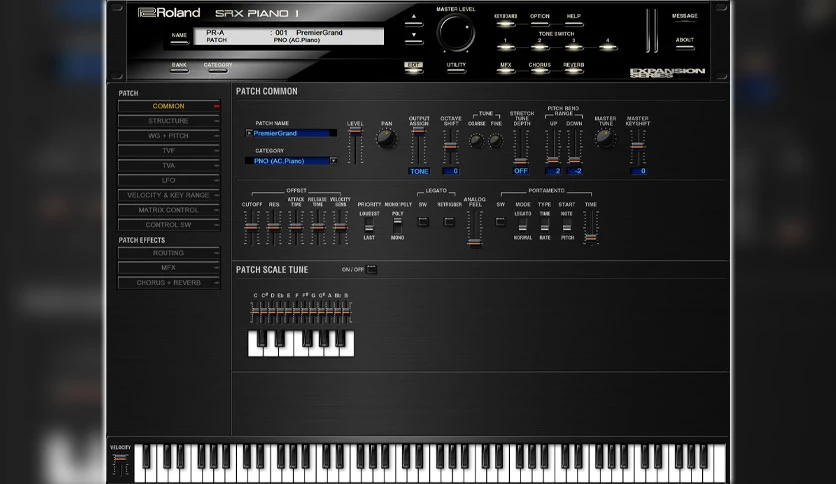 Roland SRX PIANO 1
MASTER LEVEL
KEYBOARD OPTION HELP
MESSAGE
PR-A : 001 PremierGrand
PATCH PNO (AC.Piano)
NAME
TONE SWITCH
1 2 3 4
ABOUT
BANK CATEGORY
EDIT UTILITY
MFX CHORUS REVERB
EXPANSION
SERIES
PATCH
COMMON
STRUCTURE
WG + PITCH
TVF
TVA
LFO
VELOCITY & KEY RANGE
MATRIX CONTROL
CONTROL SW
PATCH EFFECTS
ROUTING
MFX
CHORUS + REVERB
PATCH COMMON
PATCH NAME
PremierGrand
CATEGORY
PNO (AC.Piano)
LEVEL
PAN
OUTPUT
ASSIGN
TONE
OCTAVE
SHIFT
0
TUNE
COARSE FINE
STRETCH
TUNE
DEPTH
OFF
PITCH BEND
RANGE
UP DOWN
2 -2
MASTER
TUNE
MASTER
KEYSHIFT
0
OFFSET
CUTOFF RES
ATTACK
TIME
RELEASE
TIME
VELOCITY
SENS
PRIORITY
LOUDEST
LAST
MONO/POLY
POLY
MONO
LEGATO
SW RETRIGGER
ANALOG
FEEL
PORTAMENTO
SW MODE TYPE START TIME
LEGATO TIME NOTE
NORMAL RATE PITCH
PATCH SCALE TUNE
ON / OFF
C C# D Eb E F F# G G# A Bb B
VELOCITY